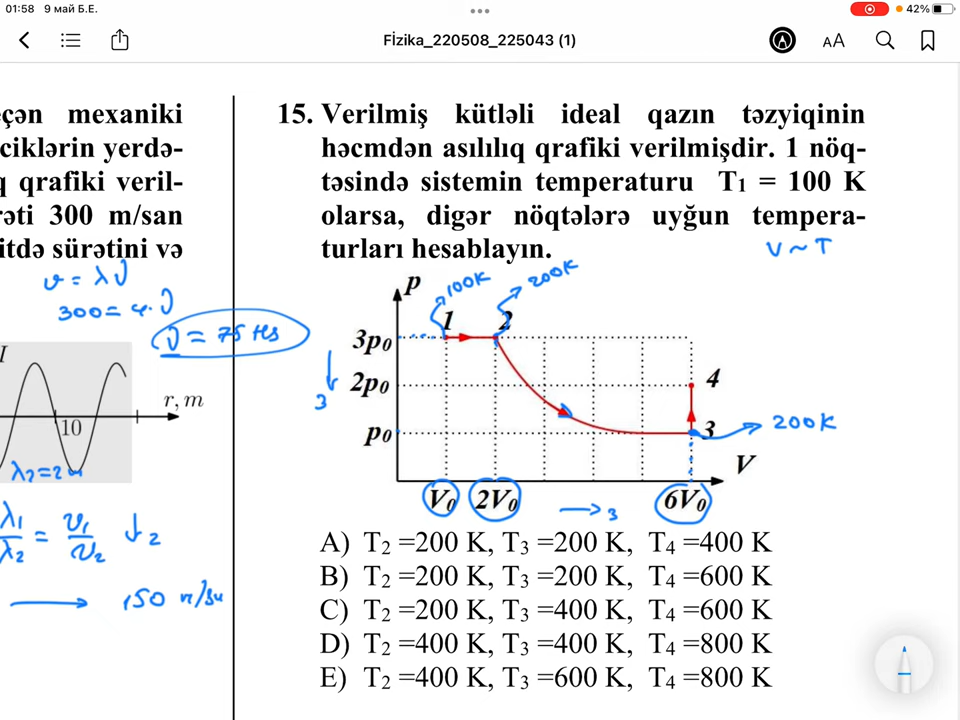 01:58 9 май Б.Е.
42%
Fizika_220508_225043 (1)
AA
çən mexaniki
ciklərin yerdə-
q qrafiki veril-
rəti 300 m/san
itdə sürətini və
v = λν
300 = 4·ν
ν = 75 Hs
I
r, m
10
λ1/λ2 = v1/v2 ↓2
→ 150 m/san
15. Verilmiş kütləli ideal qazın təzyiqinin
həcmdən asılılıq qrafiki verilmişdir. 1 nöq-
təsində sistemin temperaturu T1 = 100 K
olarsa, digər nöqtələrə uyğun tempera-
turları hesablayın.
V ~ T
p
100K
200K
1
2
3p0
2p0
3
p0
4
3
200K
V
V0
2V0
→ 3
6V0
A) T2 =200 K, T3 =200 K, T4 =400 K
B) T2 =200 K, T3 =200 K, T4 =600 K
C) T2 =200 K, T3 =400 K, T4 =600 K
D) T2 =400 K, T3 =400 K, T4 =800 K
E) T2 =400 K, T3 =600 K, T4 =800 K